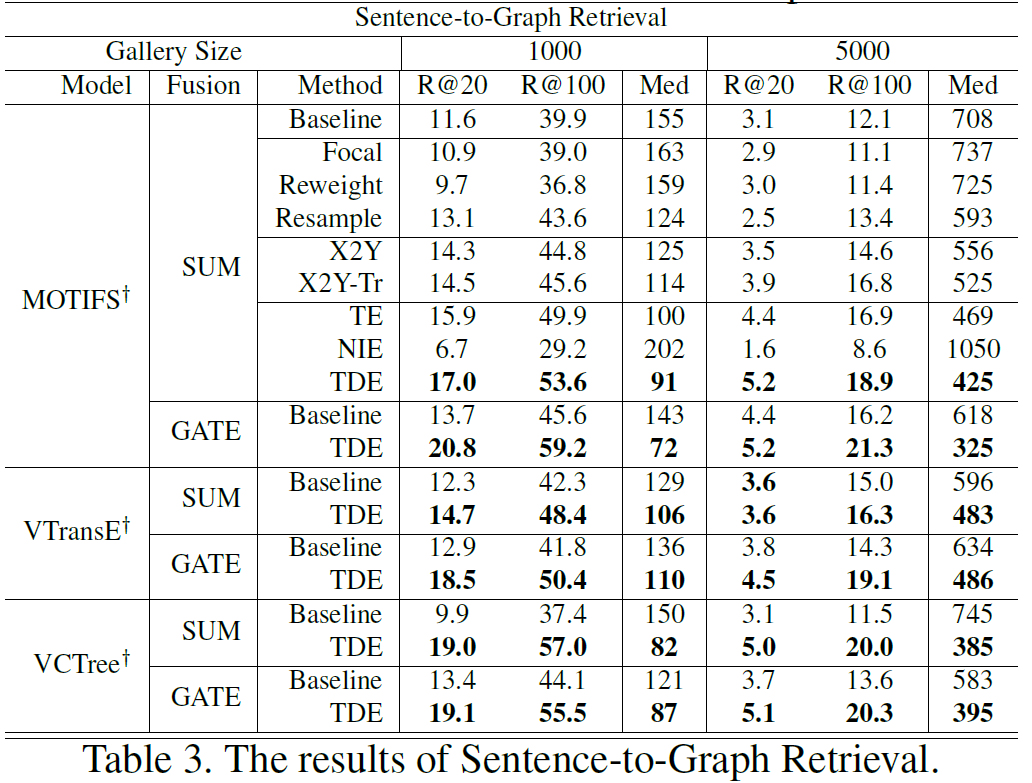 Sentence-to-Graph Retrieval
Gallery Size 1000 5000
Model Fusion Method R@20 R@100 Med R@20 R@100 Med
MOTIFS† SUM Baseline 11.6 39.9 155 3.1 12.1 708
Focal 10.9 39.0 163 2.9 11.1 737
Reweight 9.7 36.8 159 3.0 11.4 725
Resample 13.1 43.6 124 2.5 13.4 593
X2Y 14.3 44.8 125 3.5 14.6 556
X2Y-Tr 14.5 45.6 114 3.9 16.8 525
TE 15.9 49.9 100 4.4 16.9 469
NIE 6.7 29.2 202 1.6 8.6 1050
TDE 17.0 53.6 91 5.2 18.9 425
GATE Baseline 13.7 45.6 143 4.4 16.2 618
TDE 20.8 59.2 72 5.2 21.3 325
VTransE† SUM Baseline 12.3 42.3 129 3.6 15.0 596
TDE 14.7 48.4 106 3.6 16.3 483
GATE Baseline 12.9 41.8 136 3.8 14.3 634
TDE 18.5 50.4 110 4.5 19.1 486
VCTree† SUM Baseline 9.9 37.4 150 3.1 11.5 745
TDE 19.0 57.0 82 5.0 20.0 385
GATE Baseline 13.4 44.1 121 3.7 13.6 583
TDE 19.1 55.5 87 5.1 20.3 395
Table 3. The results of Sentence-to-Graph Retrieval.